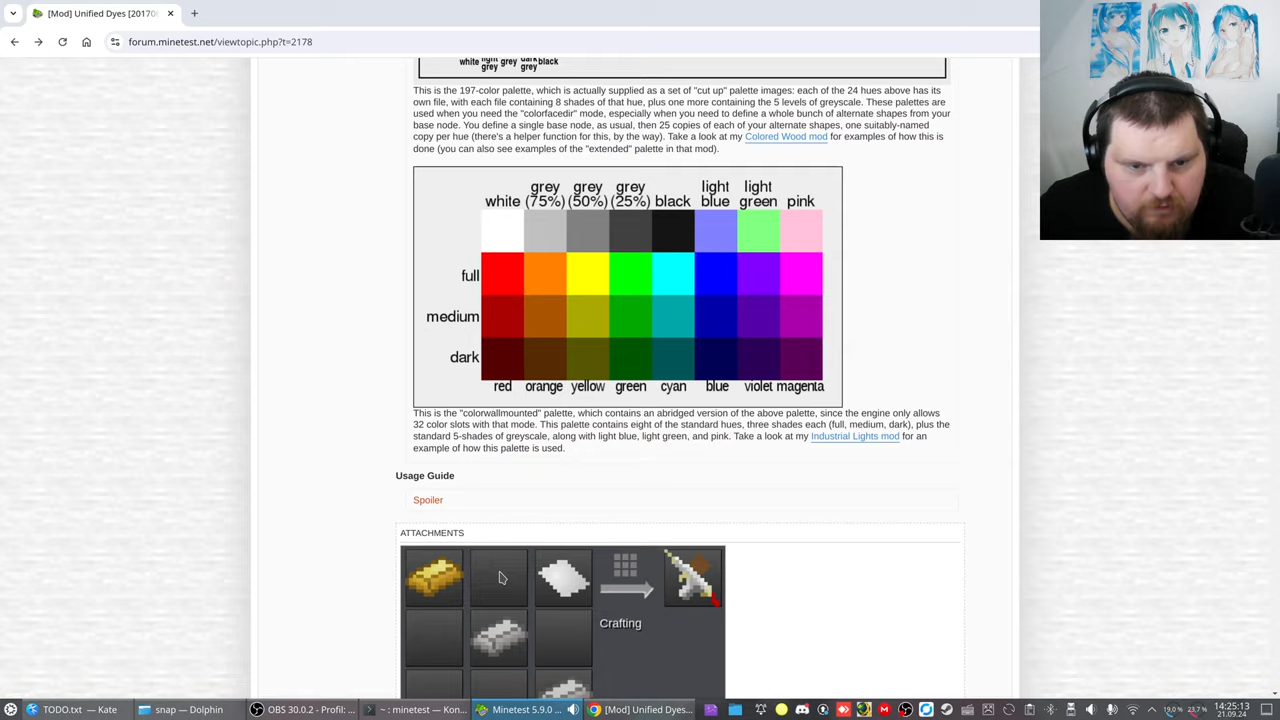 [Mod] Unified Dyes [20170
forum.minetest.net/viewtopic.php?t=2178
white light grey grey dark grey black
This is the 197-color palette, which is actually supplied as a set of "cut up" palette images: each of the 24 hues above has its
own file, with each file containing 8 shades of that hue, plus one more containing the 5 levels of greyscale. These palettes are
used when you need the "colorfacedir" mode, especially when you need to define a whole bunch of alternate shapes from your
base node. You define a single base node, as usual, then 25 copies of each of your alternate shapes, one suitably-named
copy per hue (there's a helper function for this, by the way). Take a look at my Colored Wood mod for examples of how this is
done (you can also see examples of the "extended" palette in that mod).
grey grey grey light light
white (75%) (50%) (25%) black blue green pink
full
medium
dark
red orange yellow green cyan blue violet magenta
This is the "colorwallmounted" palette, which contains an abridged version of the above palette, since the engine only allows
32 color slots with that mode. This palette contains eight of the standard hues, three shades each (full, medium, dark), plus the
standard 5-shades of greyscale, along with light blue, light green, and pink. Take a look at my Industrial Lights mod for an
example of how this palette is used.
Usage Guide
Spoiler
ATTACHMENTS
Crafting
TODO.txt — Kate
snap — Dolphin
OBS 30.0.2 - Profil: ...
~ : minetest — Kon...
Minetest 5.9.0 ...
[Mod] Unified Dyes...
19,0 %
23,7 %
14:25:13
21.09.24